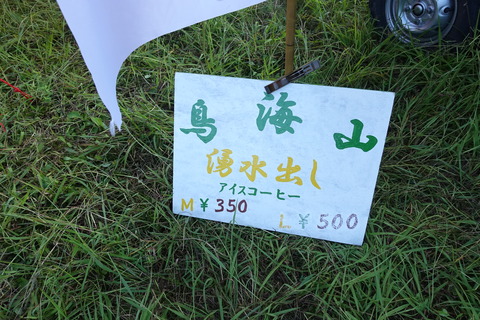 鳥海山
湧水出し
アイスコーヒー
M ¥350 L ¥500